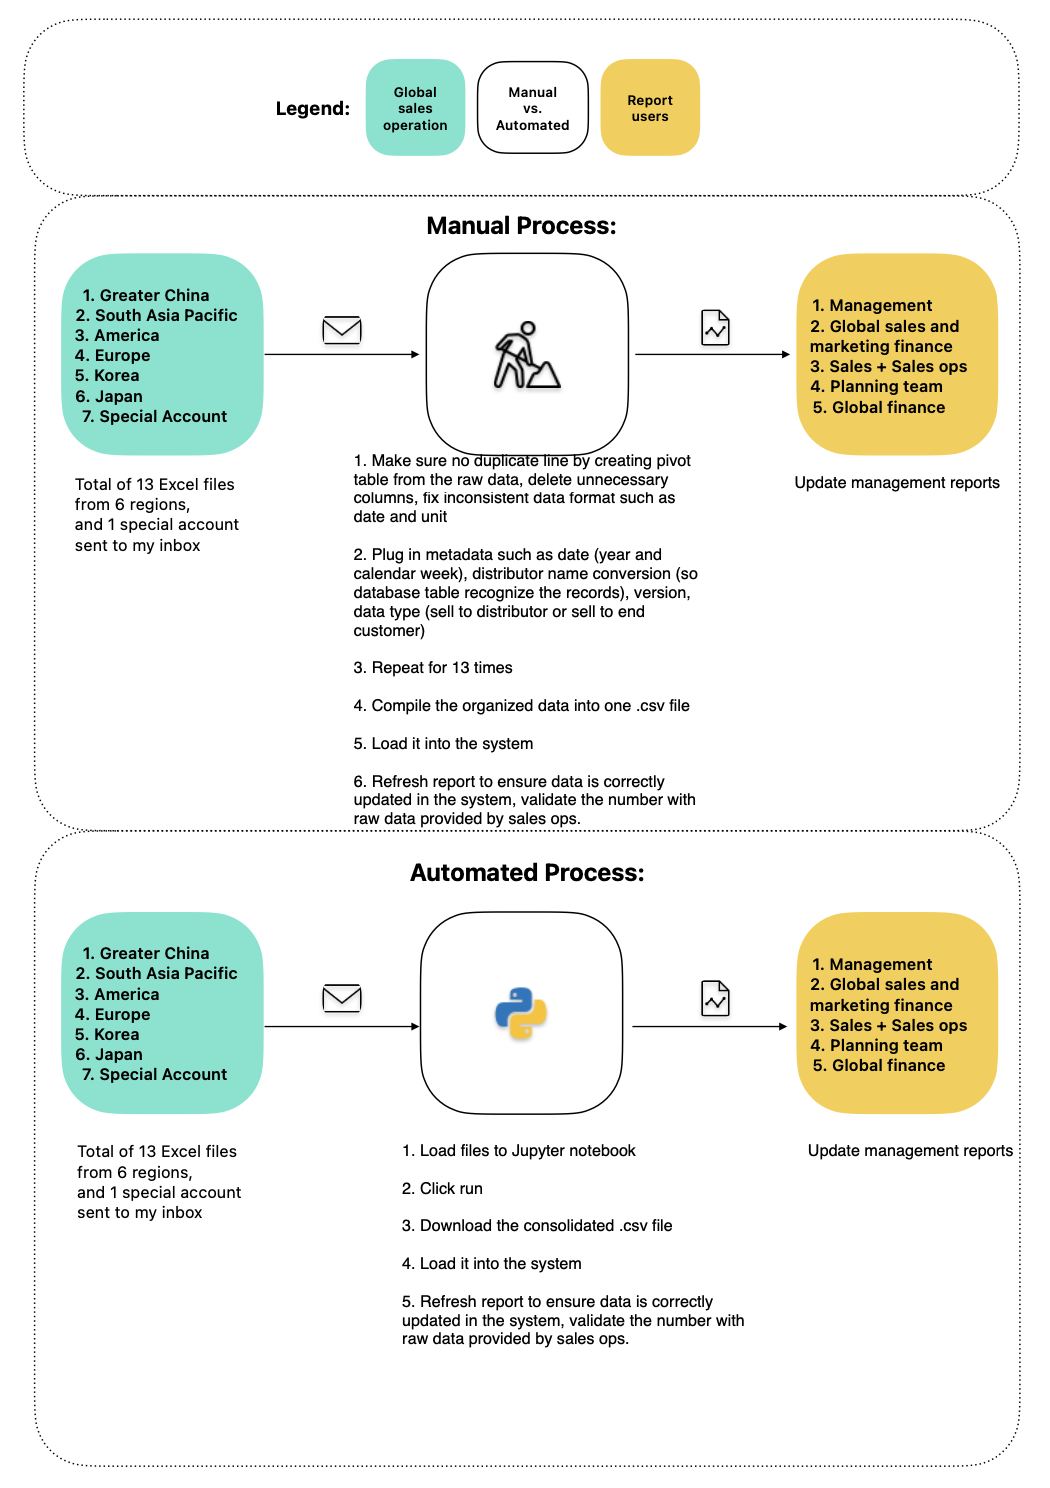 Legend:
Global
sales
operation
Manual
vs.
Automated
Report
users
Manual Process:
1. Greater China
2. South Asia Pacific
3. America
4. Europe
5. Korea
6. Japan
7. Special Account
1. Management
2. Global sales and
marketing finance
3. Sales + Sales ops
4. Planning team
5. Global finance
Total of 13 Excel files
from 6 regions,
and 1 special account
sent to my inbox
1. Make sure no duplicate line by creating pivot
table from the raw data, delete unnecessary
columns, fix inconsistent data format such as
date and unit
2. Plug in metadata such as date (year and
calendar week), distributor name conversion (so
database table recognize the records), version,
data type (sell to distributor or sell to end
customer)
3. Repeat for 13 times
4. Compile the organized data into one .csv file
5. Load it into the system
6. Refresh report to ensure data is correctly
updated in the system, validate the number with
raw data provided by sales ops.
Update management reports
Automated Process:
1. Greater China
2. South Asia Pacific
3. America
4. Europe
5. Korea
6. Japan
7. Special Account
1. Management
2. Global sales and
marketing finance
3. Sales + Sales ops
4. Planning team
5. Global finance
Total of 13 Excel files
from 6 regions,
and 1 special account
sent to my inbox
1. Load files to Jupyter notebook
2. Click run
3. Download the consolidated .csv file
4. Load it into the system
5. Refresh report to ensure data is correctly
updated in the system, validate the number with
raw data provided by sales ops.
Update management reports